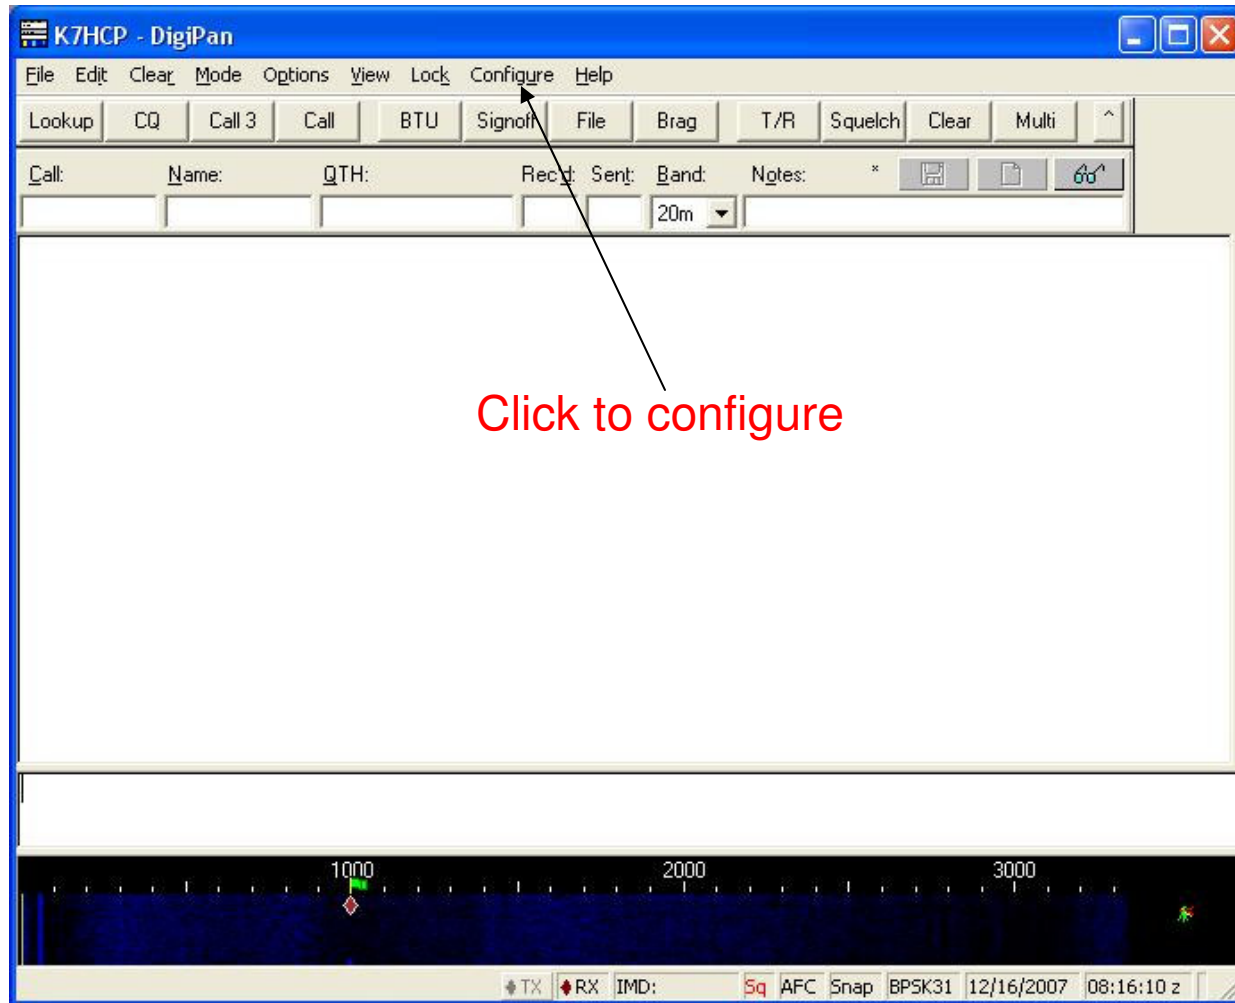 K7HCP - DigiPan
File Edit Clear Mode Options View Lock Configure Help
Lookup CQ Call 3 Call BTU Signoff File Brag T/R Squelch Clear Multi ^
Call: Name: QTH: Rec'd: Sent: Band: Notes: *
20m
Click to configure
1000 2000 3000
TX RX IMD: Sq AFC Snap BPSK31 12/16/2007 08:16:10 z